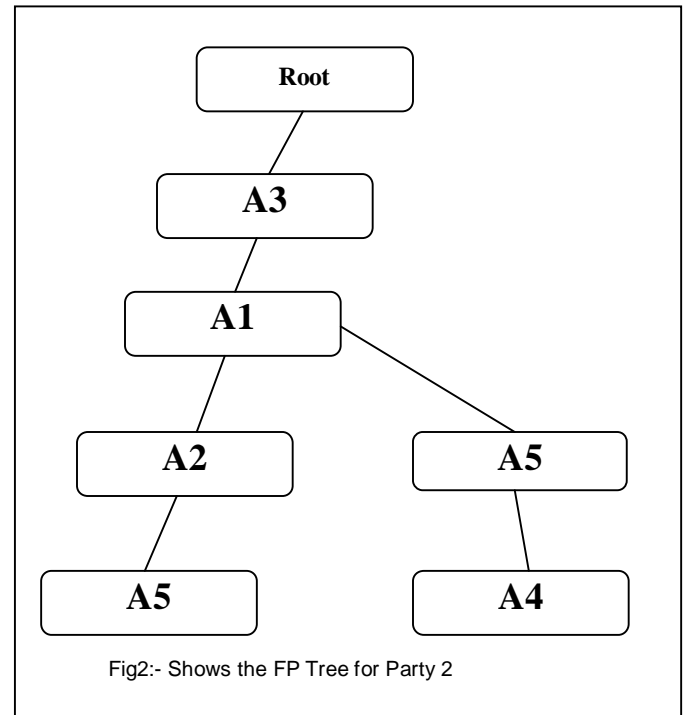 Root
A3
A1
A2 A5
A5 A4
Fig2:- Shows the FP Tree for Party 2